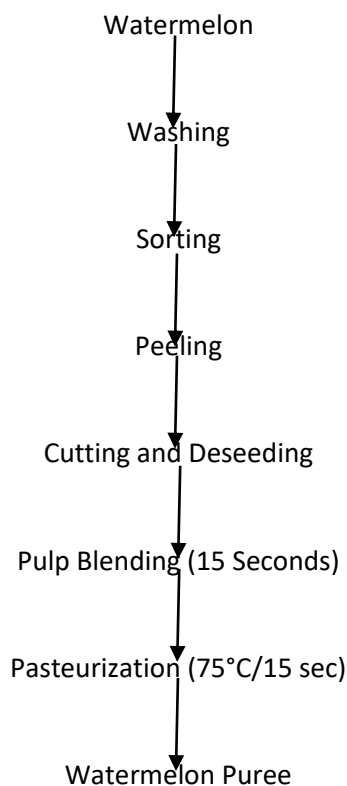 Watermelon
Washing
Sorting
Peeling
Cutting and Deseeding
Pulp Blending (15 Seconds)
Pasteurization (75°C/15 sec)
Watermelon Puree